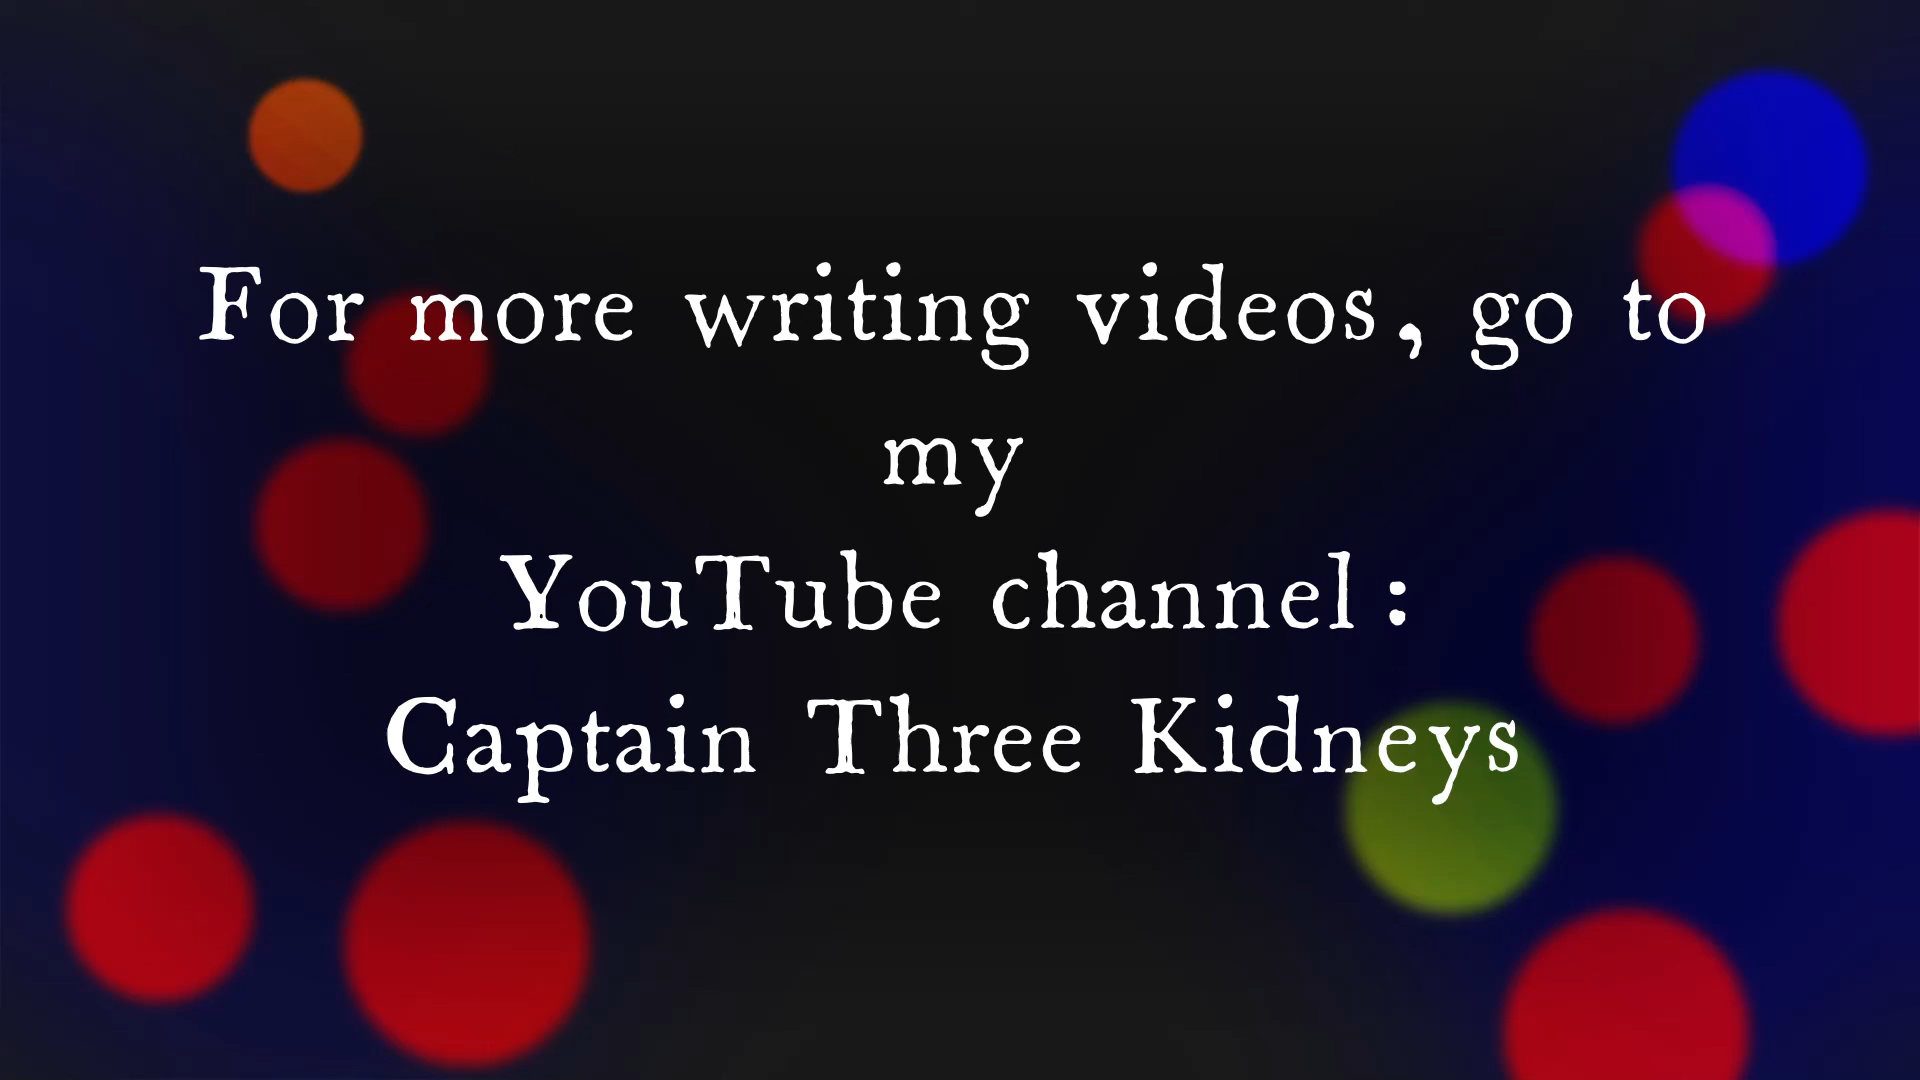 For more writing videos, go to
my
YouTube channel:
Captain Three Kidneys